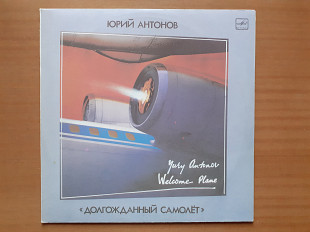 ЮРИЙ АНТОНОВ
Yury Antonov
Welcome Plane
«ДОЛГОЖДАННЫЙ САМОЛЁТ»